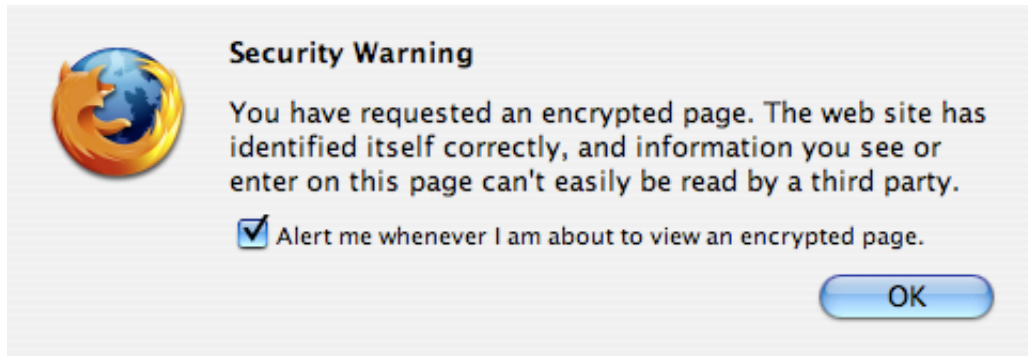 Security Warning
You have requested an encrypted page. The web site has
identified itself correctly, and information you see or
enter on this page can't easily be read by a third party.
Alert me whenever I am about to view an encrypted page.
OK